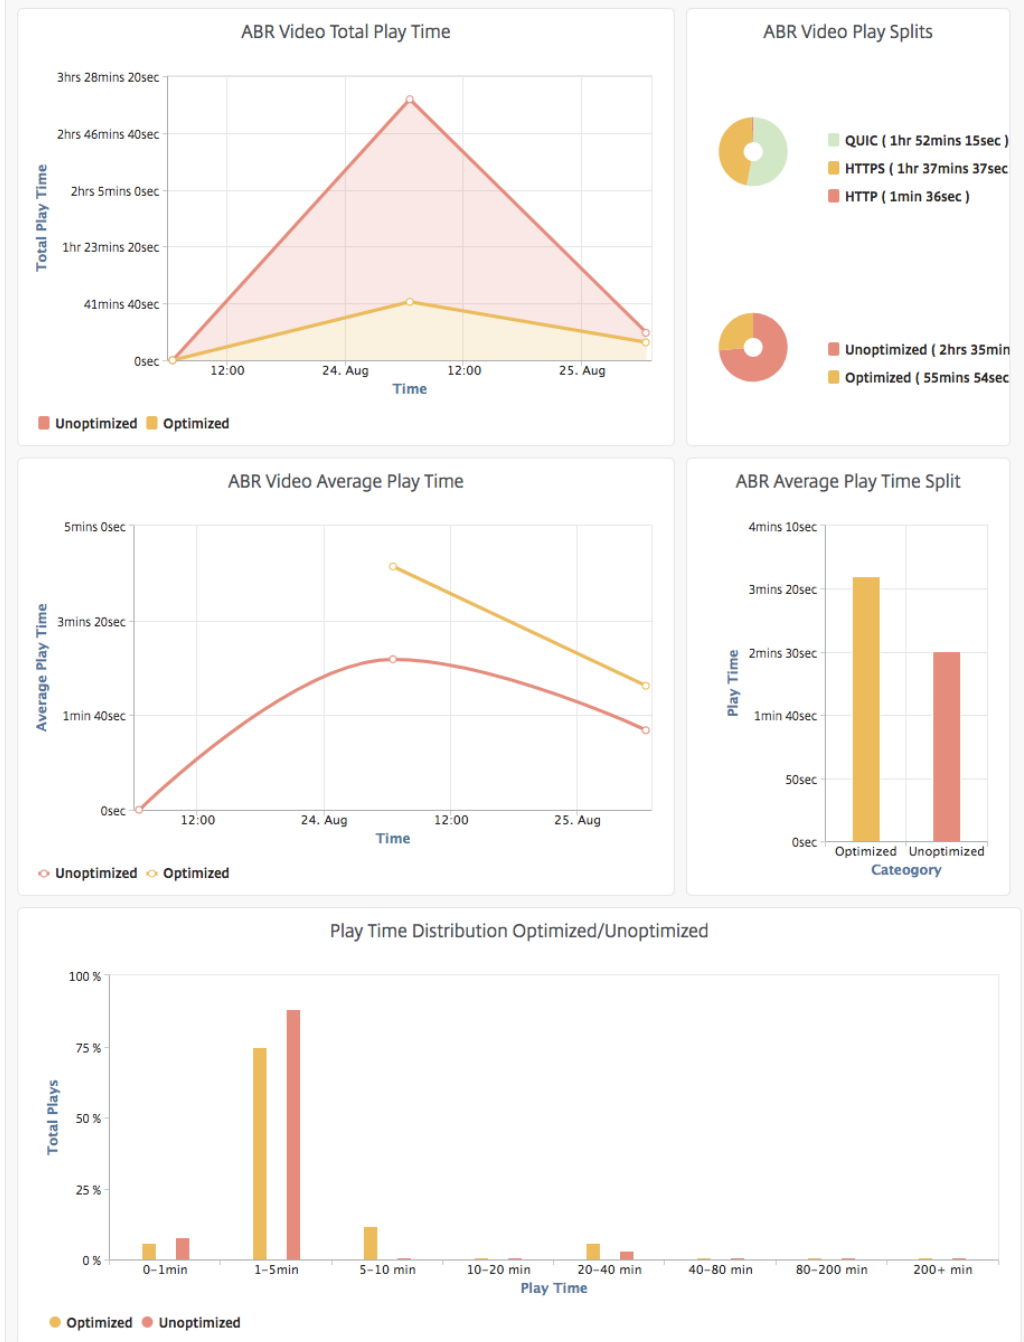 ABR Video Total Play Time
3hrs 28mins 20sec
2hrs 46mins 40sec
2hrs 5mins 0sec
1hr 23mins 20sec
41mins 40sec
0sec
Total Play Time
12:00
24. Aug
12:00
25. Aug
Time
Unoptimized Optimized
ABR Video Play Splits
QUIC ( 1hr 52mins 15sec )
HTTPS ( 1hr 37mins 37sec
HTTP ( 1min 36sec )
Unoptimized ( 2hrs 35min
Optimized ( 55mins 54sec
ABR Video Average Play Time
5mins 0sec
3mins 20sec
1min 40sec
0sec
Average Play Time
12:00
24. Aug
12:00
25. Aug
Time
Unoptimized Optimized
ABR Average Play Time Split
4mins 10sec
3mins 20sec
2mins 30sec
1min 40sec
50sec
0sec
Play Time
Optimized Unoptimized
Cateogory
Play Time Distribution Optimized/Unoptimized
100 %
75 %
50 %
25 %
0 %
Total Plays
0-1min
1-5min
5-10 min
10-20 min
20-40 min
40-80 min
80-200 min
200+ min
Play Time
Optimized Unoptimized